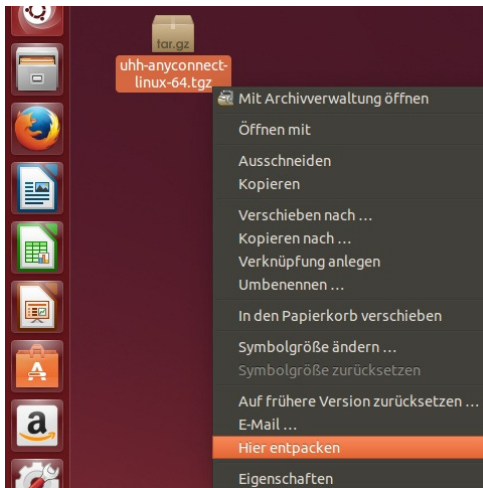 tar.gz
uhh-anyconnect-
linux-64.tgz
Mit Archivverwaltung öffnen
Öffnen mit
Ausschneiden
Kopieren
Verschieben nach …
Kopieren nach …
Verknüpfung anlegen
Umbenennen …
In den Papierkorb verschieben
Symbolgröße ändern …
Symbolgröße zurücksetzen
Auf frühere Version zurücksetzen …
E-Mail …
Hier entpacken
Eigenschaften
A
a